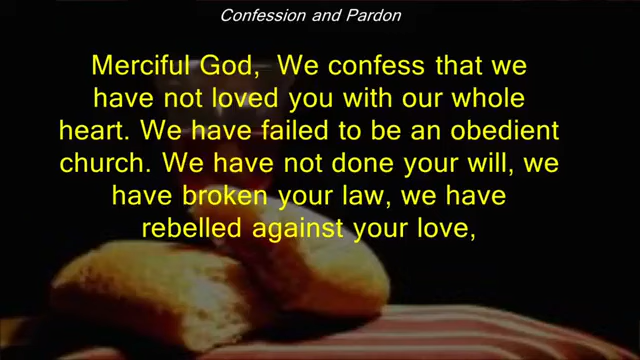 Confession and Pardon
Merciful God,  We confess that we
have not loved you with our whole
heart. We have failed to be an obedient
church. We have not done your will, we
have broken your law, we have
rebelled against your love,